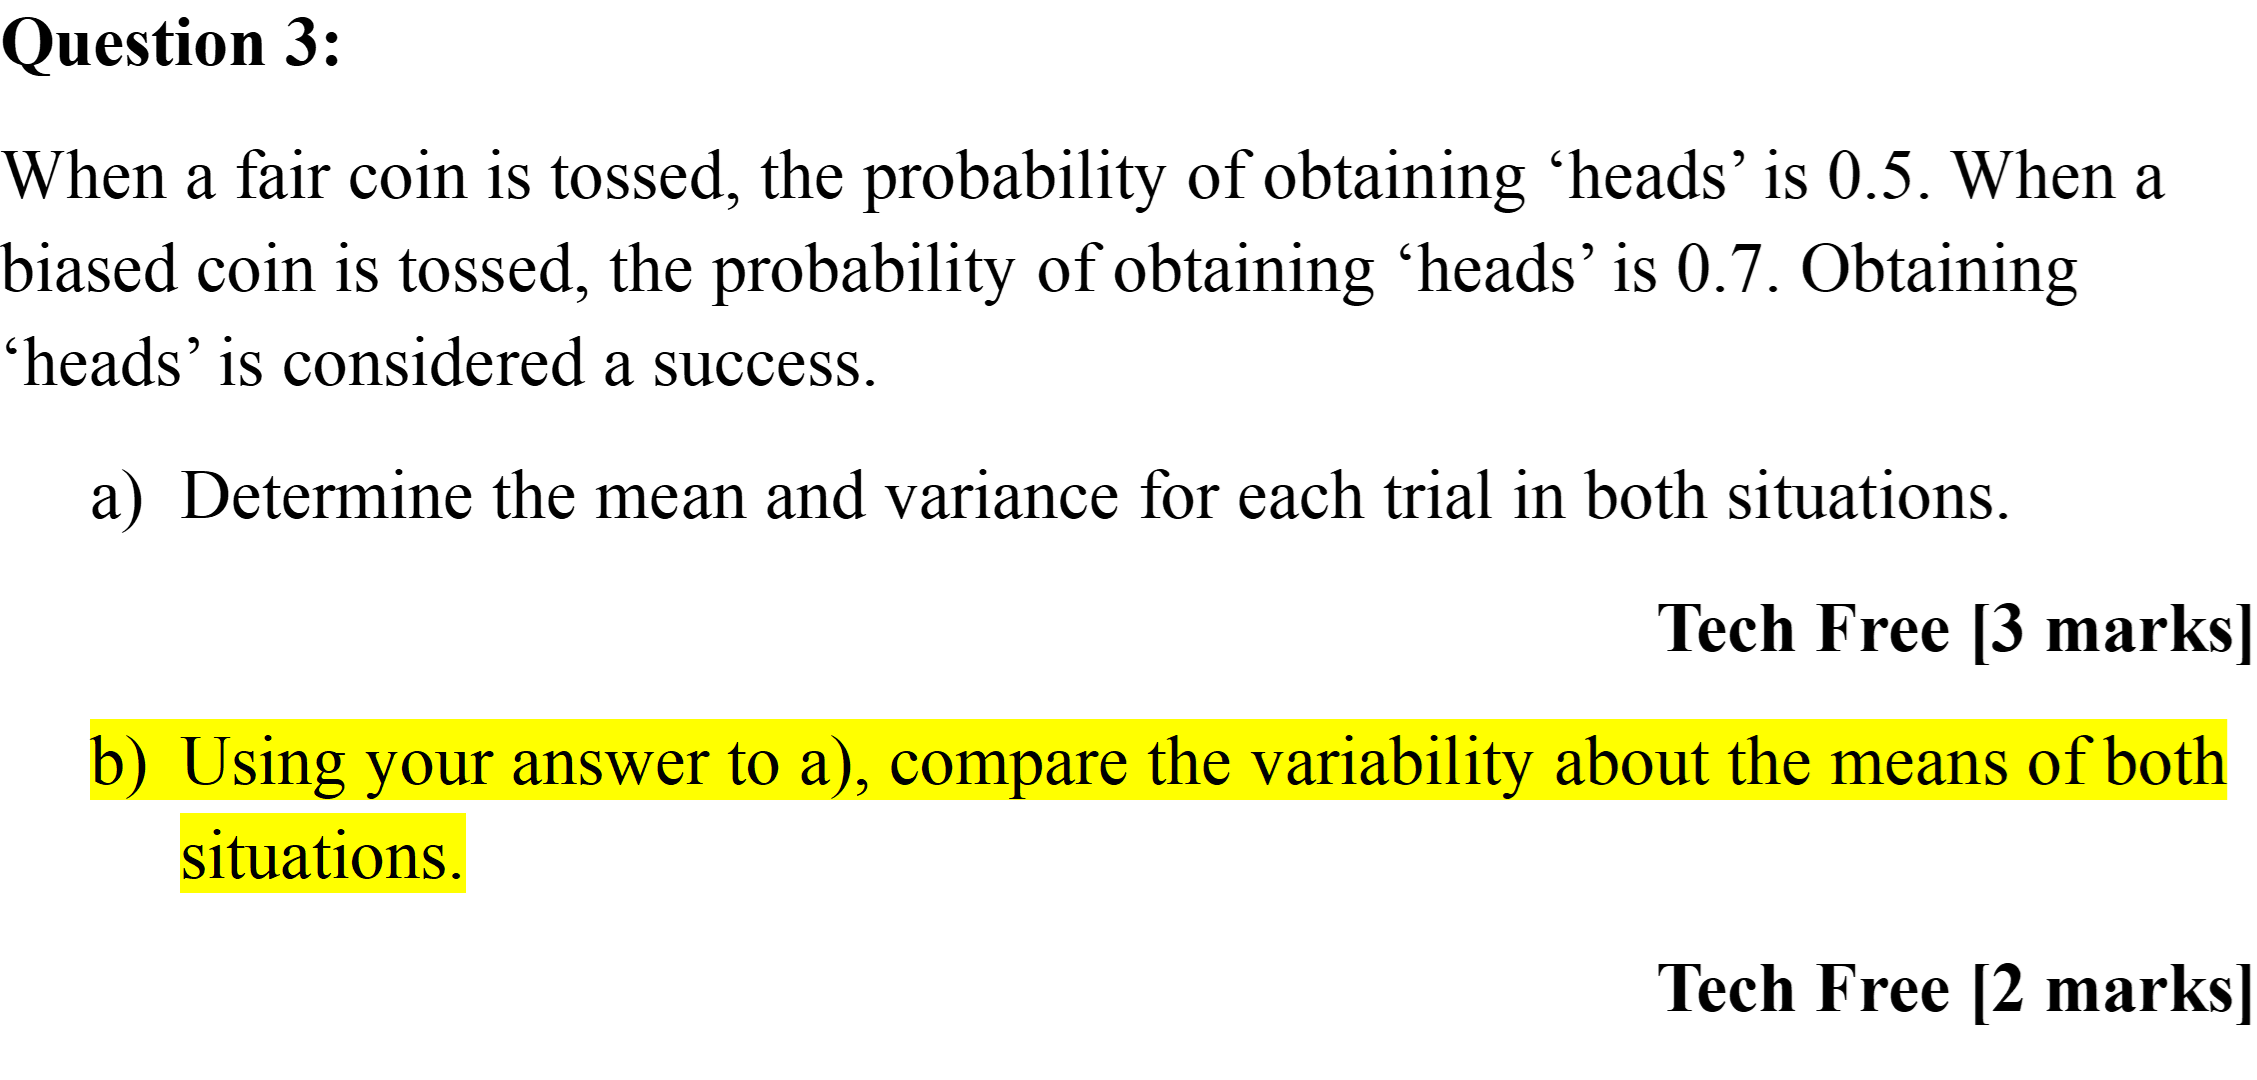 Question 3:
When a fair coin is tossed, the probability of obtaining ‘heads’ is 0.5. When a
biased coin is tossed, the probability of obtaining ‘heads’ is 0.7. Obtaining
‘heads’ is considered a success.
a) Determine the mean and variance for each trial in both situations.
Tech Free [3 marks]
b) Using your answer to a), compare the variability about the means of both
situations.
Tech Free [2 marks]